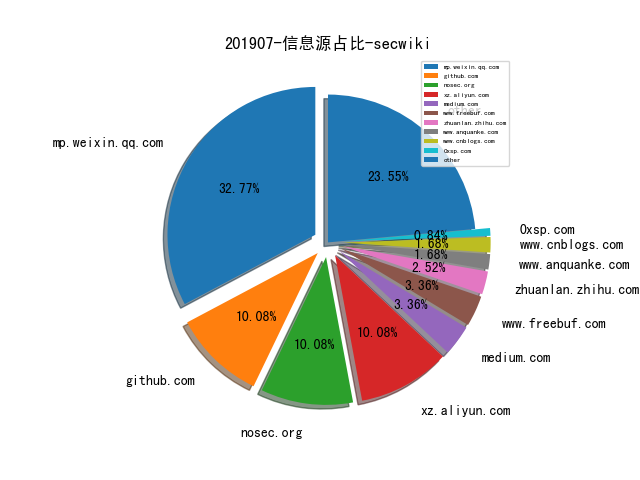 201907-信息源占比-secwiki
mp.weixin.qq.com
github.com
nosec.org
xz.aliyun.com
medium.com
www.freebuf.com
zhuanlan.zhihu.com
www.anquanke.com
www.cnblogs.com
0xsp.com
other
other
mp.weixin.qq.com
32.77%
23.55%
0.84%
0xsp.com
1.68%
www.cnblogs.com
1.68%
www.anquanke.com
2.52%
zhuanlan.zhihu.com
3.36%
www.freebuf.com
3.36%
medium.com
10.08%
xz.aliyun.com
10.08%
nosec.org
10.08%
github.com